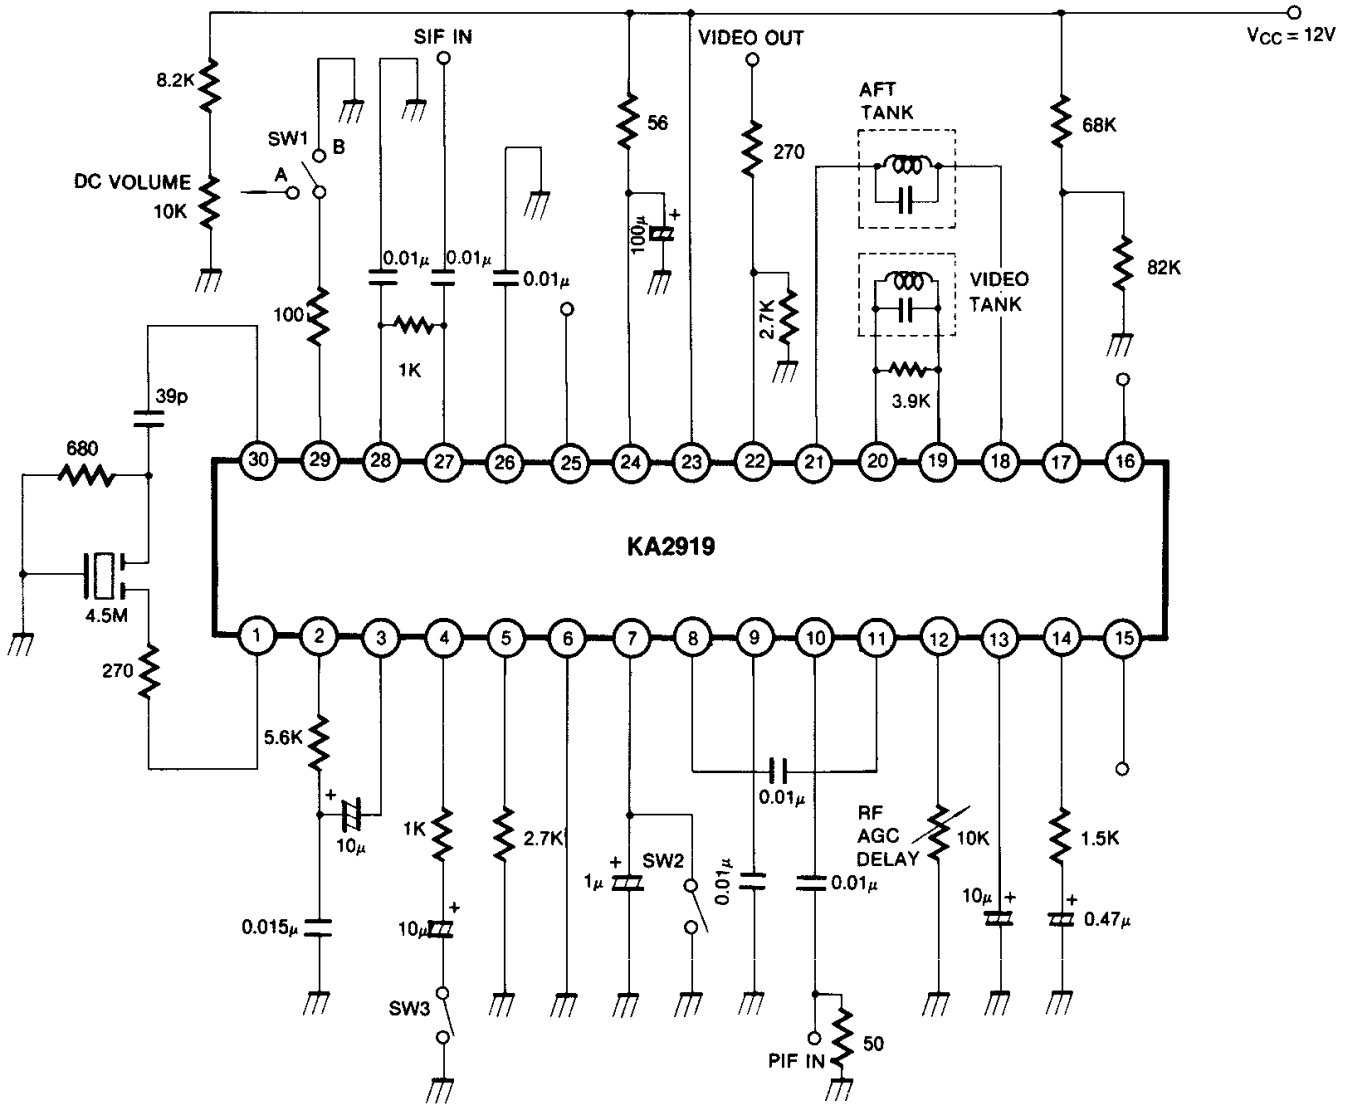 SIF IN
VIDEO OUT
VCC = 12V
8.2K
SW1
B
A
DC VOLUME
10K
56
270
AFT
TANK
68K
100μ
+
0.01μ
0.01μ
0.01μ
100
1K
2.7K
VIDEO
TANK
82K
3.9K
39p
680
30
29
28
27
26
25
24
23
22
21
20
19
18
17
16
KA2919
4.5M
270
1
2
3
4
5
6
7
8
9
10
11
12
13
14
15
5.6K
+
10μ
0.01μ
1K
2.7K
+
1μ
SW2
0.01μ
0.01μ
RF
AGC
DELAY
10K
1.5K
0.015μ
+
10μ
10μ
+
+
0.47μ
SW3
PIF IN
50